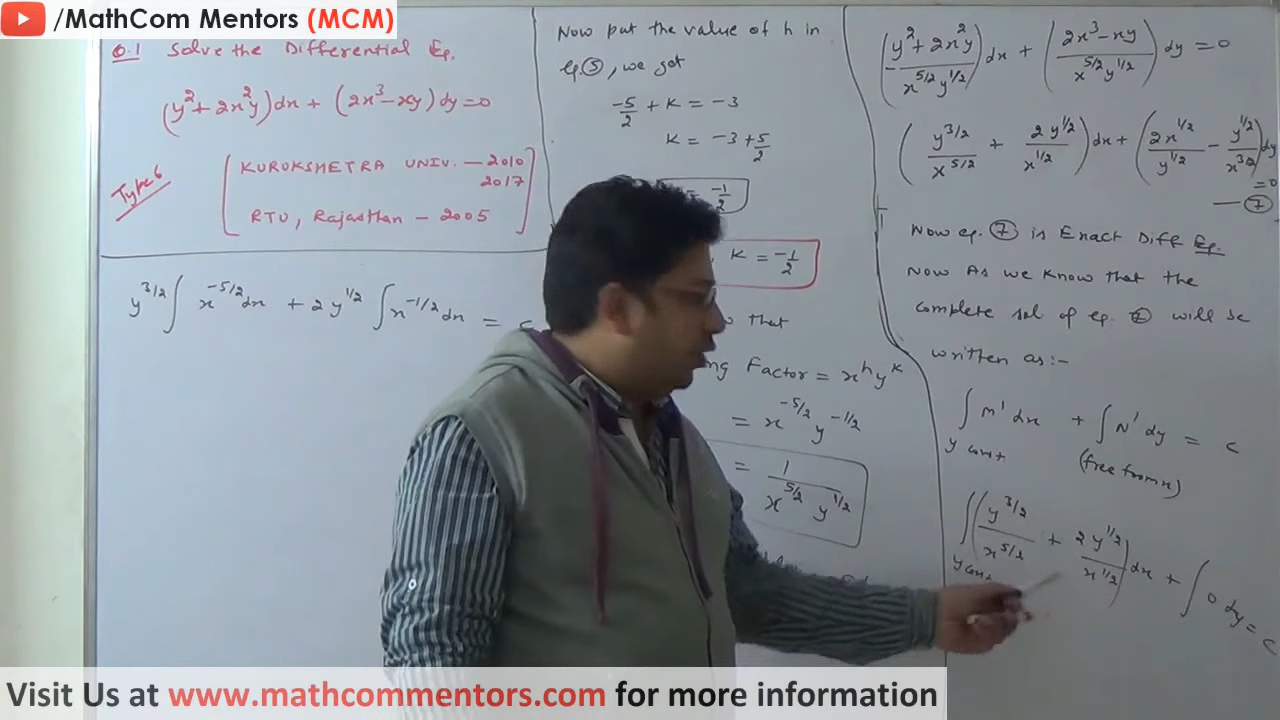 /MathCom Mentors (MCM)
Q.1 Solve the Differential Eq.
(y² + 2x²y)dx + (2x³ - xy)dy = 0
Type 6
[KURUKSHETRA UNIV. - 2010
2017
RTU, Rajasthan - 2005]
y^{3/2} ∫ x^{-5/2} dx + 2 y^{1/2} ∫ x^{-1/2} dx = c
Now put the value of h in
eq. ⑤, we get
-5/2 + K = -3
K = -3 + 5/2
= -1/2
, K = -1/2
that
Factor = x^h y^k
= x^{-5/2} y^{-1/2}
= 1/(x^{5/2} y^{1/2})
((y² + 2x²y)/(x^{5/2} y^{1/2})) dx + ((2x³ - xy)/(x^{5/2} y^{1/2})) dy = 0
(y^{3/2}/x^{5/2} + 2y^{1/2}/x^{1/2}) dx + (2x^{1/2}/y^{1/2} - y^{1/2}/x^{3/2}) dy
= 0
— ⑦
Now eq. ⑦ is Exact Diff Eq.
Now As we know that the
complete sol of eq. will be
written as:-
∫ M' dx + ∫ N' dy = c
y const (free from x)
∫ (y^{3/2}/x^{5/2} + 2y^{1/2}/x^{1/2}) dx + ∫ 0 dy = c
y const
Visit Us at www.mathcommentors.com for more information